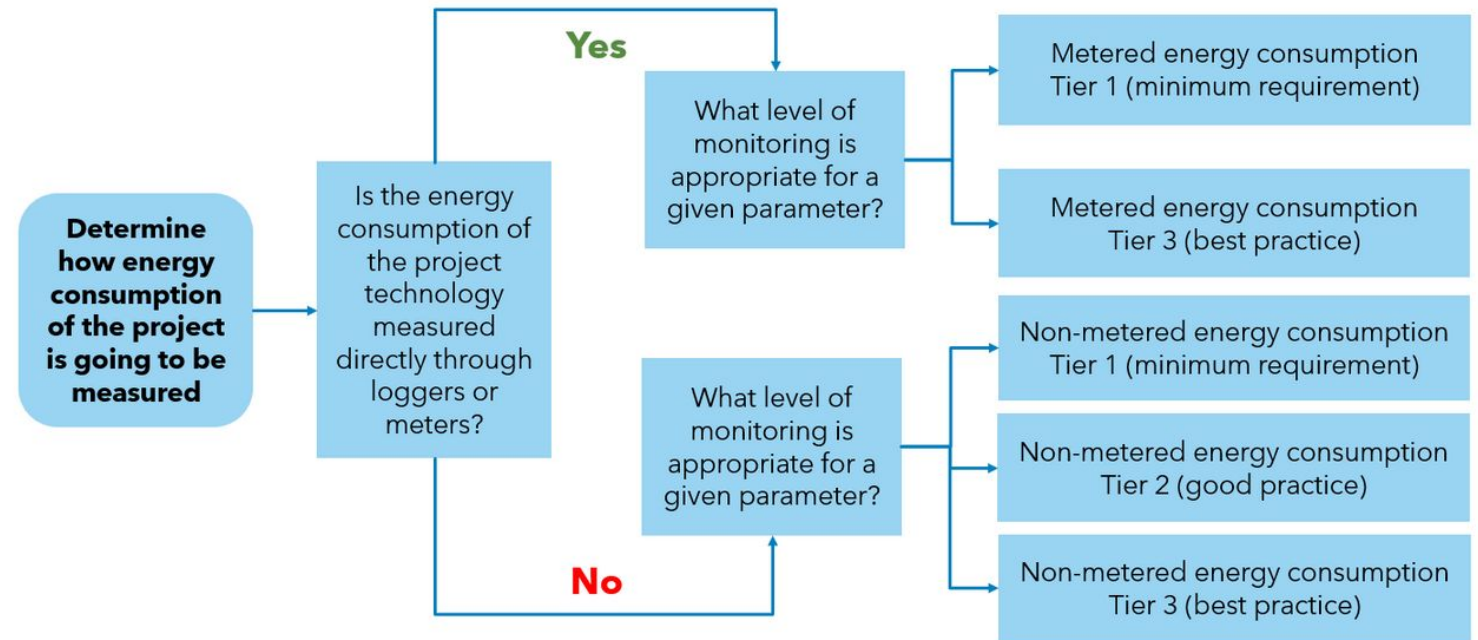 Determine
how energy
consumption
of the project
is going to be
measured
Is the energy
consumption of
the project
technology
measured
directly through
loggers or
meters?
Yes
What level of
monitoring is
appropriate for a
given parameter?
Metered energy consumption
Tier 1 (minimum requirement)
Metered energy consumption
Tier 3 (best practice)
No
What level of
monitoring is
appropriate for a
given parameter?
Non-metered energy consumption
Tier 1 (minimum requirement)
Non-metered energy consumption
Tier 2 (good practice)
Non-metered energy consumption
Tier 3 (best practice)